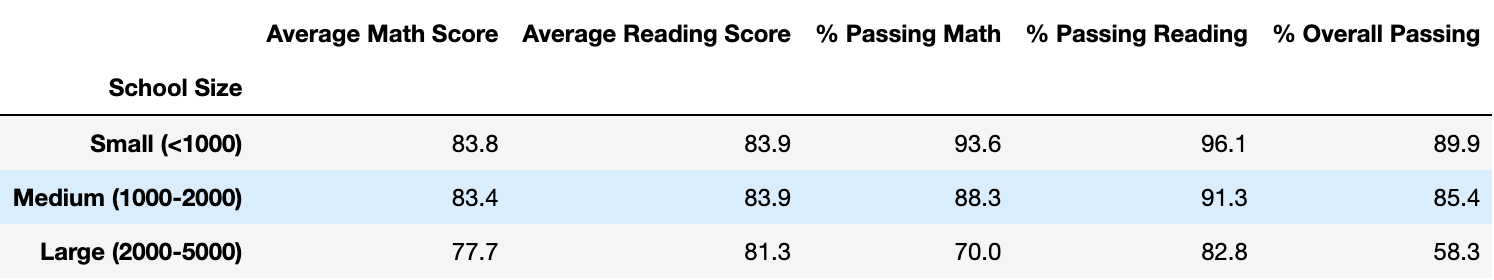 Average Math Score Average Reading Score % Passing Math % Passing Reading % Overall Passing
School Size
Small (<1000) 83.8 83.9 93.6 96.1 89.9
Medium (1000-2000) 83.4 83.9 88.3 91.3 85.4
Large (2000-5000) 77.7 81.3 70.0 82.8 58.3